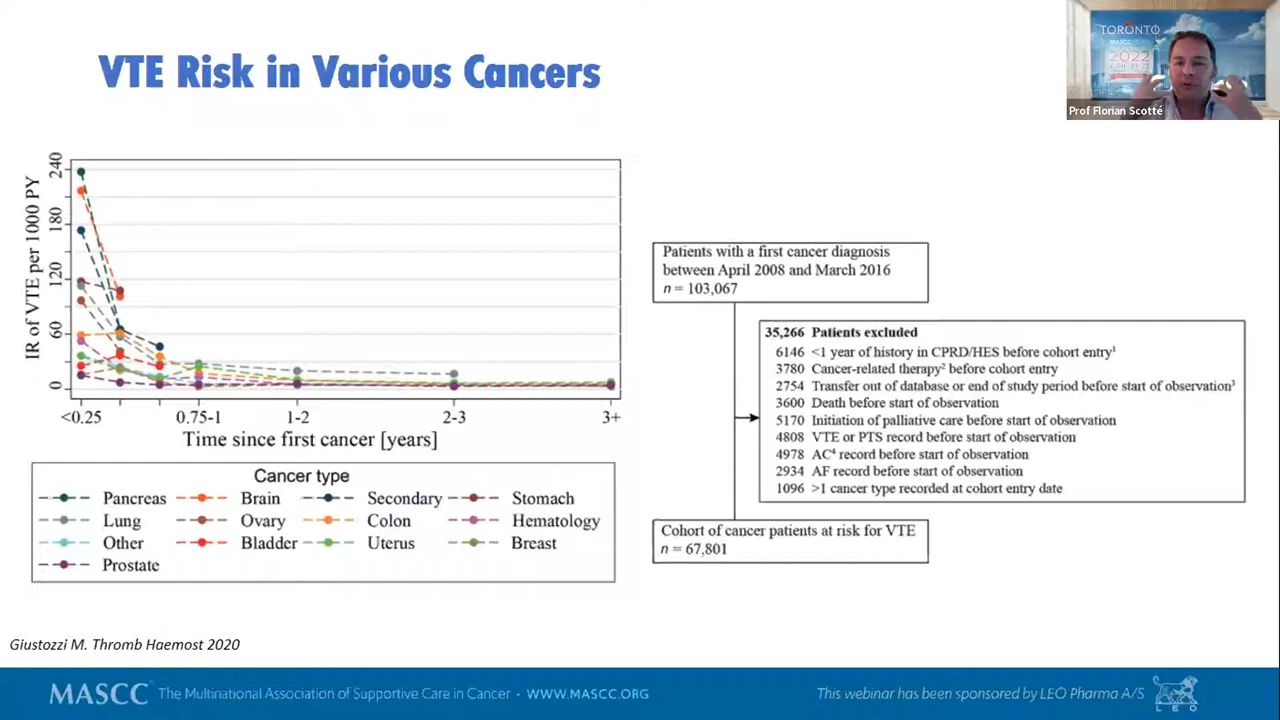 VTE Risk in Various Cancers
TORONTO
2022
Prof Florian Scotté
IR of VTE per 1000 PY
240
180
120
60
0
<0.25 0.75-1 1-2 2-3 3+
Time since first cancer [years]
Cancer type
Pancreas Brain Secondary Stomach
Lung Ovary Colon Hematology
Other Bladder Uterus Breast
Prostate
Patients with a first cancer diagnosis
between April 2008 and March 2016
n = 103,067
35,266 Patients excluded
6146 <1 year of history in CPRD/HES before cohort entry¹
3780 Cancer-related therapy² before cohort entry
2754 Transfer out of database or end of study period before start of observation³
3600 Death before start of observation
5170 Initiation of palliative care before start of observation
4808 VTE or PTS record before start of observation
4978 AC⁴ record before start of observation
2934 AF record before start of observation
1096 >1 cancer type recorded at cohort entry date
Cohort of cancer patients at risk for VTE
n = 67,801
Giustozzi M. Thromb Haemost 2020
MASCC The Multinational Association of Supportive Care in Cancer · WWW.MASCC.ORG
This webinar has been sponsored by LEO Pharma A/S
LEO